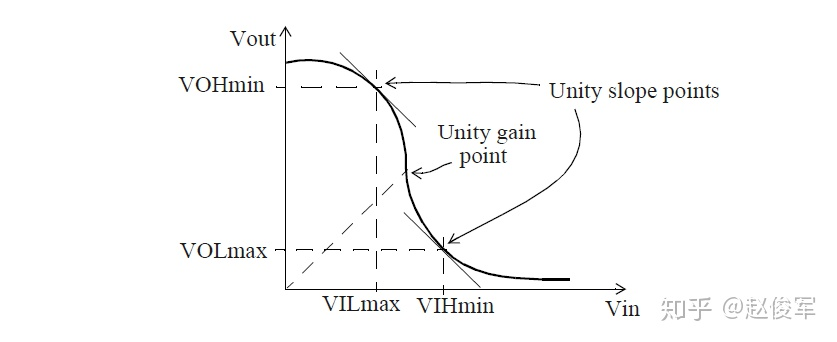 Vout
VOHmin
Unity slope points
Unity gain
point
VOLmax
VILmax
VIHmin
Vin
知乎 @赵俊军